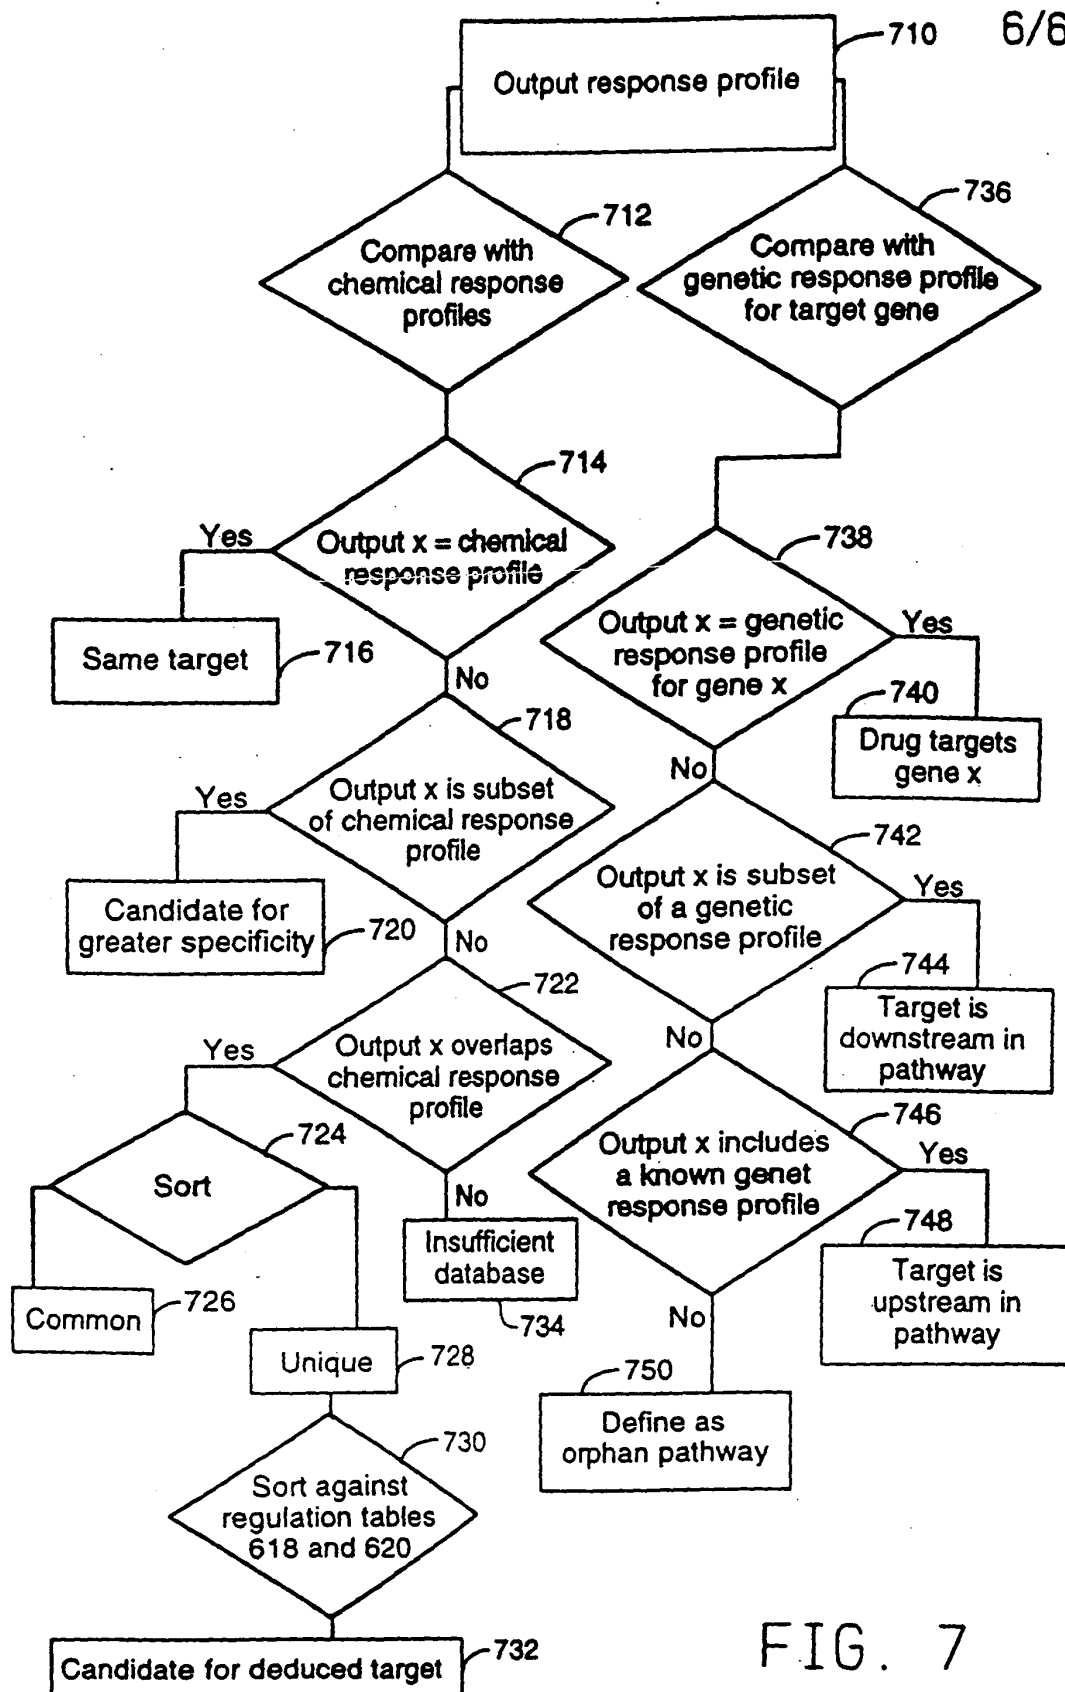 6/6
710
Output response profile
712
Compare with
chemical response
profiles
736
Compare with
genetic response profile
for target gene
714
Yes
Output x = chemical
response profile
Same target
716
No
738
Output x = genetic
response profile
for gene x
Yes
740
Drug targets
gene x
No
718
Yes
Output x is subset
of chemical response
profile
Candidate for
greater specificity
720
No
742
Output x is subset
of a genetic
response profile
Yes
744
Target is
downstream in
pathway
No
722
Yes
Output x overlaps
chemical response
profile
724
Sort
No
Insufficient
database
734
746
Output x includes
a known genet
response profile
Yes
748
Target is
upstream in
pathway
No
Common
726
Unique
728
750
Define as
orphan pathway
730
Sort against
regulation tables
618 and 620
732
Candidate for deduced target
FIG. 7